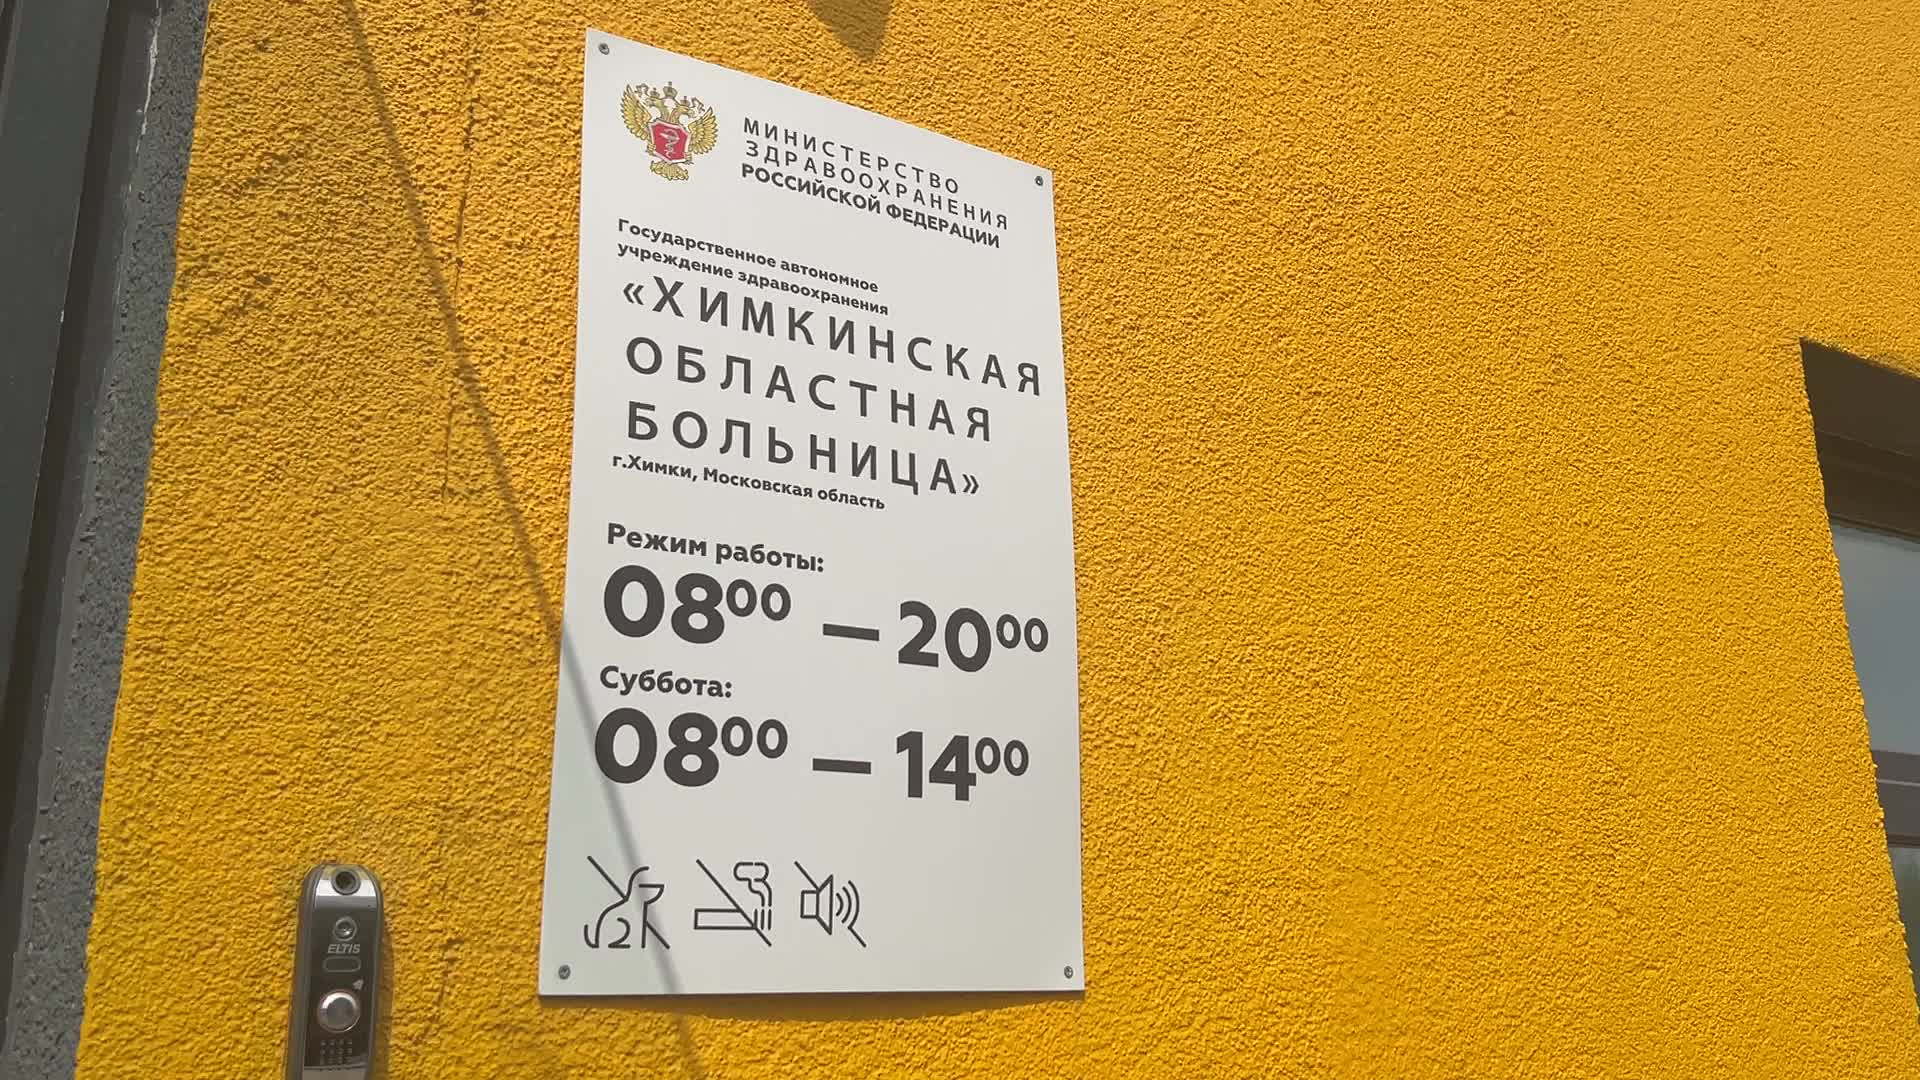 МИНИСТЕРСТВО
ЗДРАВООХРАНЕНИЯ
РОССИЙСКОЙ ФЕДЕРАЦИИ
Государственное автономное
учреждение здравоохранения
«ХИМКИНСКАЯ
ОБЛАСТНАЯ
БОЛЬНИЦА»
г.Химки, Московская область
Режим работы:
08⁰⁰ – 20⁰⁰
Суббота:
08⁰⁰ – 14⁰⁰
ELTIS